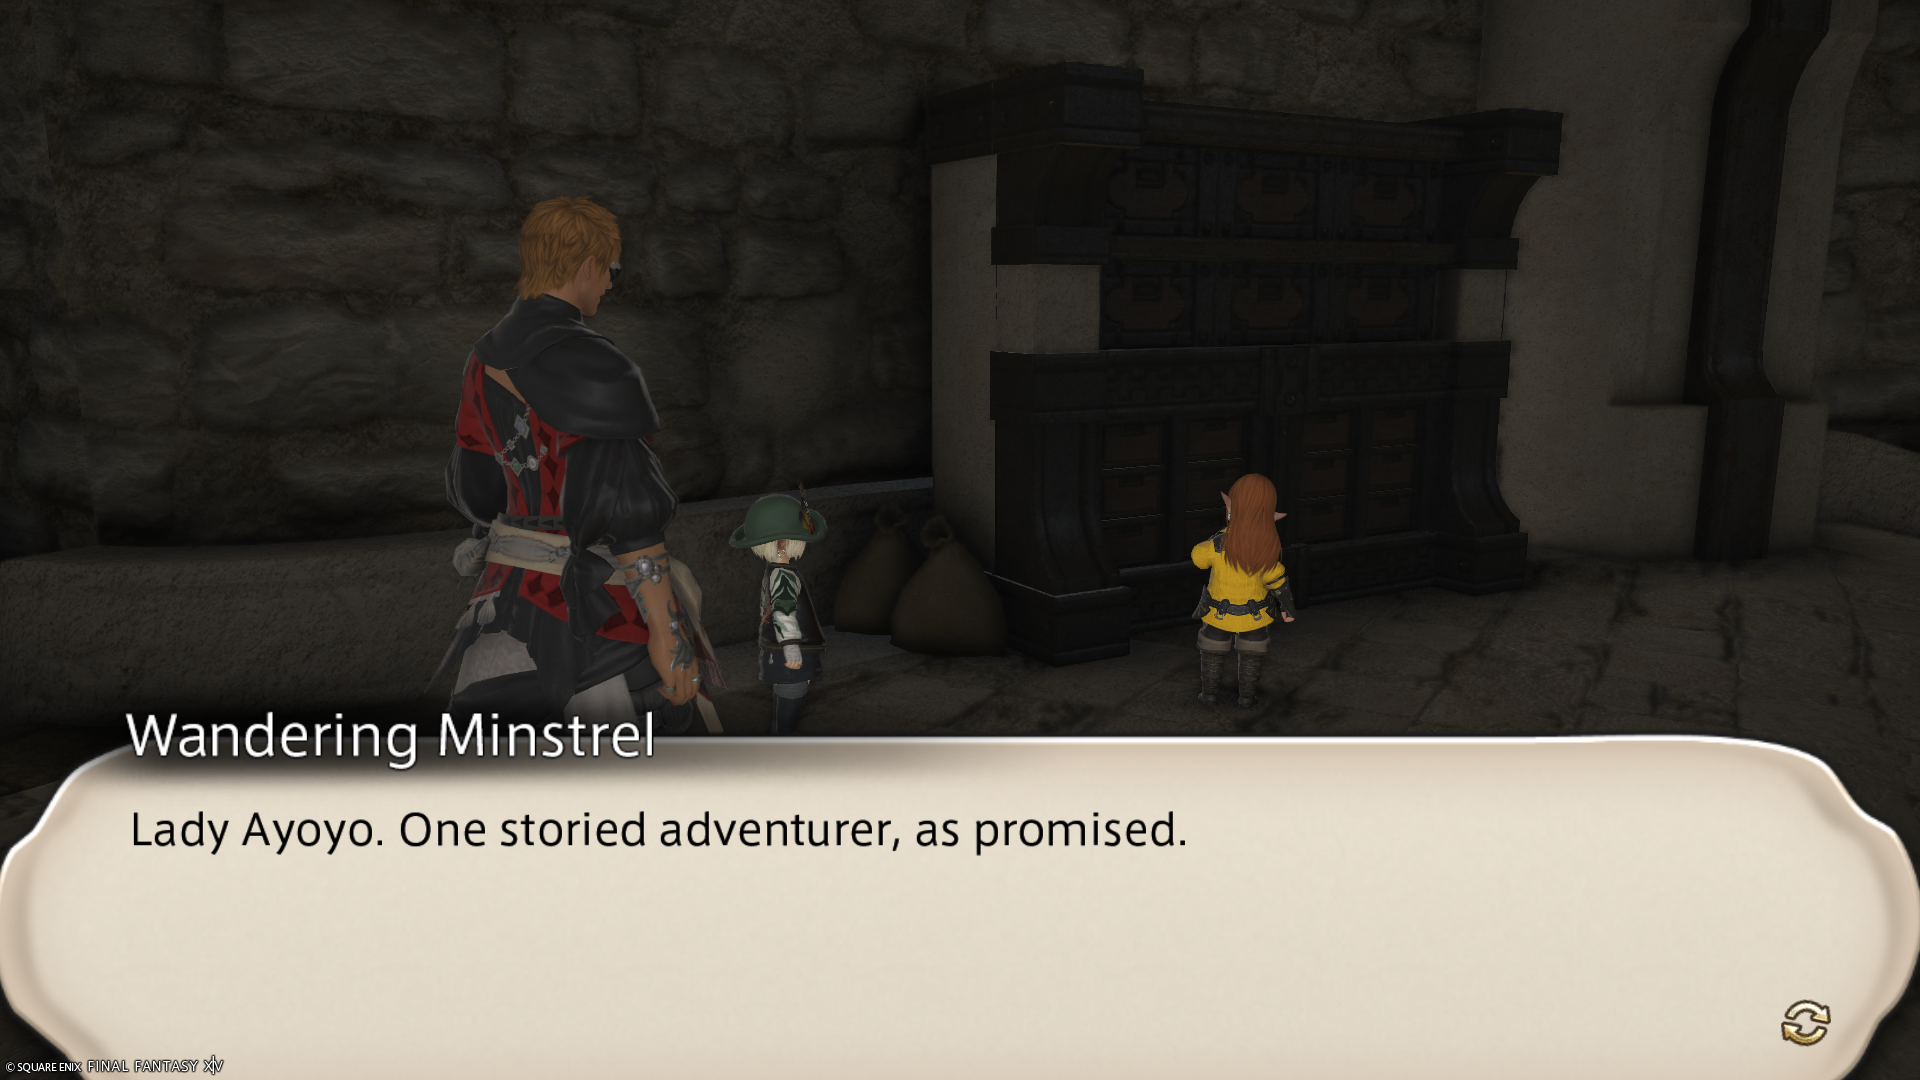 Wandering Minstrel
Lady Ayoyo. One storied adventurer, as promised.
© SQUARE ENIX FINAL FANTASY XIV